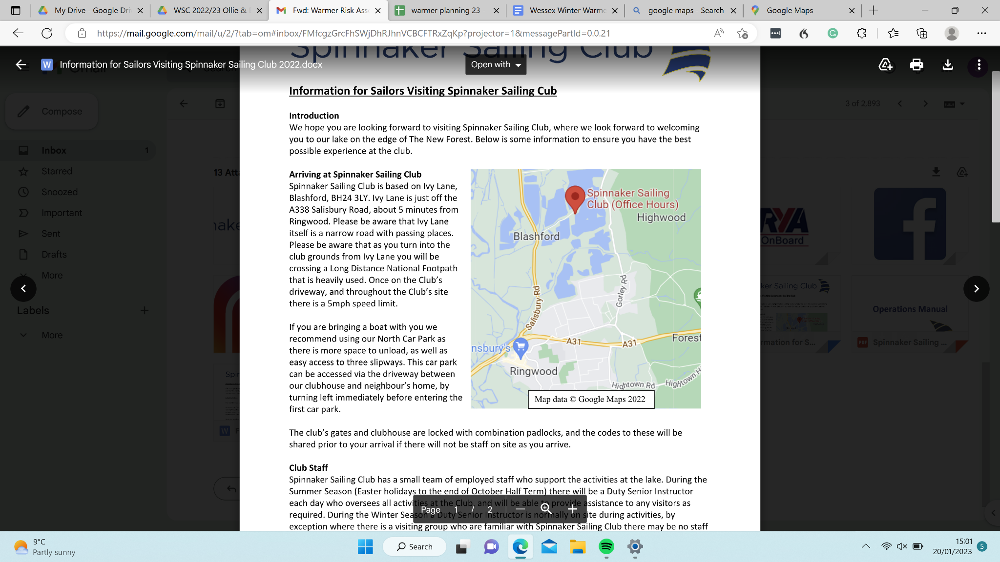 My Drive - Google Dri
WSC 2022/23 Ollie &
Fwd: Warmer Risk Ass
warmer planning 23 -
Wessex Winter Warme
google maps - Search
Google Maps
https://mail.google.com/mail/u/2/?tab=om#inbox/FMfcgzGrcFhSWjDhRJhnVCBCFTRxZqKp?projector=1&messagePartId=0.0.21
Spinnaker Sailing Club
W Information for Sailors Visiting Spinnaker Sailing Club 2022.docx
Open with
Gmail
Search
Compose
3 of 2,893
Inbox 1
Starred
Snoozed
Important
Sent
Drafts
More
Labels
More
13 Atta
nake
Spin
W F
Information for Sailors Visiting Spinnaker Sailing Cub
Introduction
We hope you are looking forward to visiting Spinnaker Sailing Club, where we look forward to welcoming
you to our lake on the edge of The New Forest. Below is some information to ensure you have the best
possible experience at the club.
Arriving at Spinnaker Sailing Club
Spinnaker Sailing Club is based on Ivy Lane,
Blashford, BH24 3LY. Ivy Lane is just off the
A338 Salisbury Road, about 5 minutes from
Ringwood. Please be aware that Ivy Lane
itself is a narrow road with passing places.
Please be aware that as you turn into the
club grounds from Ivy Lane you will be
crossing a Long Distance National Footpath
that is heavily used. Once on the Club's
driveway, and throughout the Club's site
there is a 5mph speed limit.
If you are bringing a boat with you we
recommend using our North Car Park as
there is more space to unload, as well as
easy access to three slipways. This car park
can be accessed via the driveway between
our clubhouse and neighbour's home, by
turning left immediately before entering the
first car park.
Spinnaker Sailing
Club (Office Hours)
Highwood
Blashford
Salisbury Rd
Gorley Rd
A31
A31
Forest
nsbury's
Ringwood
Hightown Rd
Hightown H
Map data © Google Maps 2022
The club's gates and clubhouse are locked with combination padlocks, and the codes to these will be
shared prior to your arrival if there will not be staff on site as you arrive.
Club Staff
Spinnaker Sailing Club has a small team of employed staff who support the activities at the lake. During the
Summer Season (Easter holidays to the end of October Half Term) there will be a Duty Senior Instructor
each day who oversees all activities at the Club, and will be able to provide assistance to any visitors as
required. During the Winter Season a Duty Senior Instructor is normally on site during activities, by
exception where there is a visiting group who are familiar with Spinnaker Sailing Club there may be no staff
Page 1 / 2
RYA
OnBoard
ker Sailing Club
rmation for S...
Operations Manual
PDF Spinnaker Sailing ...
9°C
Partly sunny
Search
15:01
20/01/2023
5